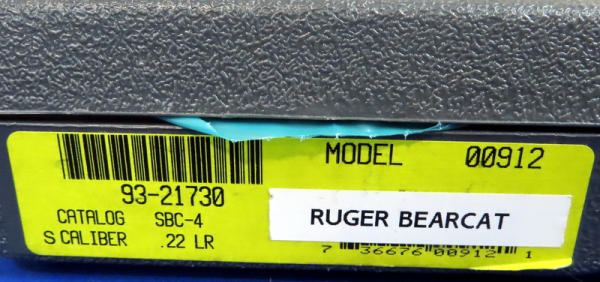 MODEL 00912
93-21730
CATALOG SBC-4
S CALIBER .22 LR
RUGER BEARCAT
7 36676 00912 1